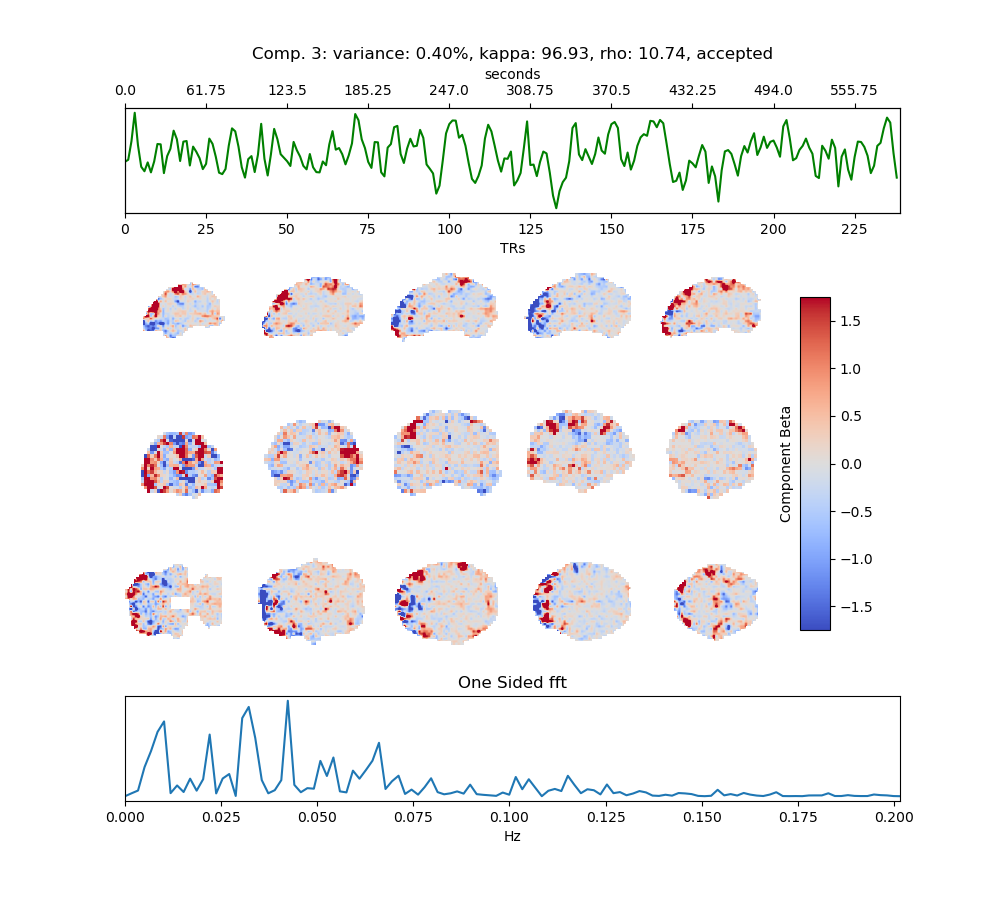 Comp. 3: variance: 0.40%, kappa: 96.93, rho: 10.74, accepted
seconds
0.0 61.75 123.5 185.25 247.0 308.75 370.5 432.25 494.0 555.75
0 25 50 75 100 125 150 175 200 225
TRs
1.5
1.0
0.5
0.0
−0.5
−1.0
−1.5
Component Beta
One Sided fft
0.000 0.025 0.050 0.075 0.100 0.125 0.150 0.175 0.200
Hz